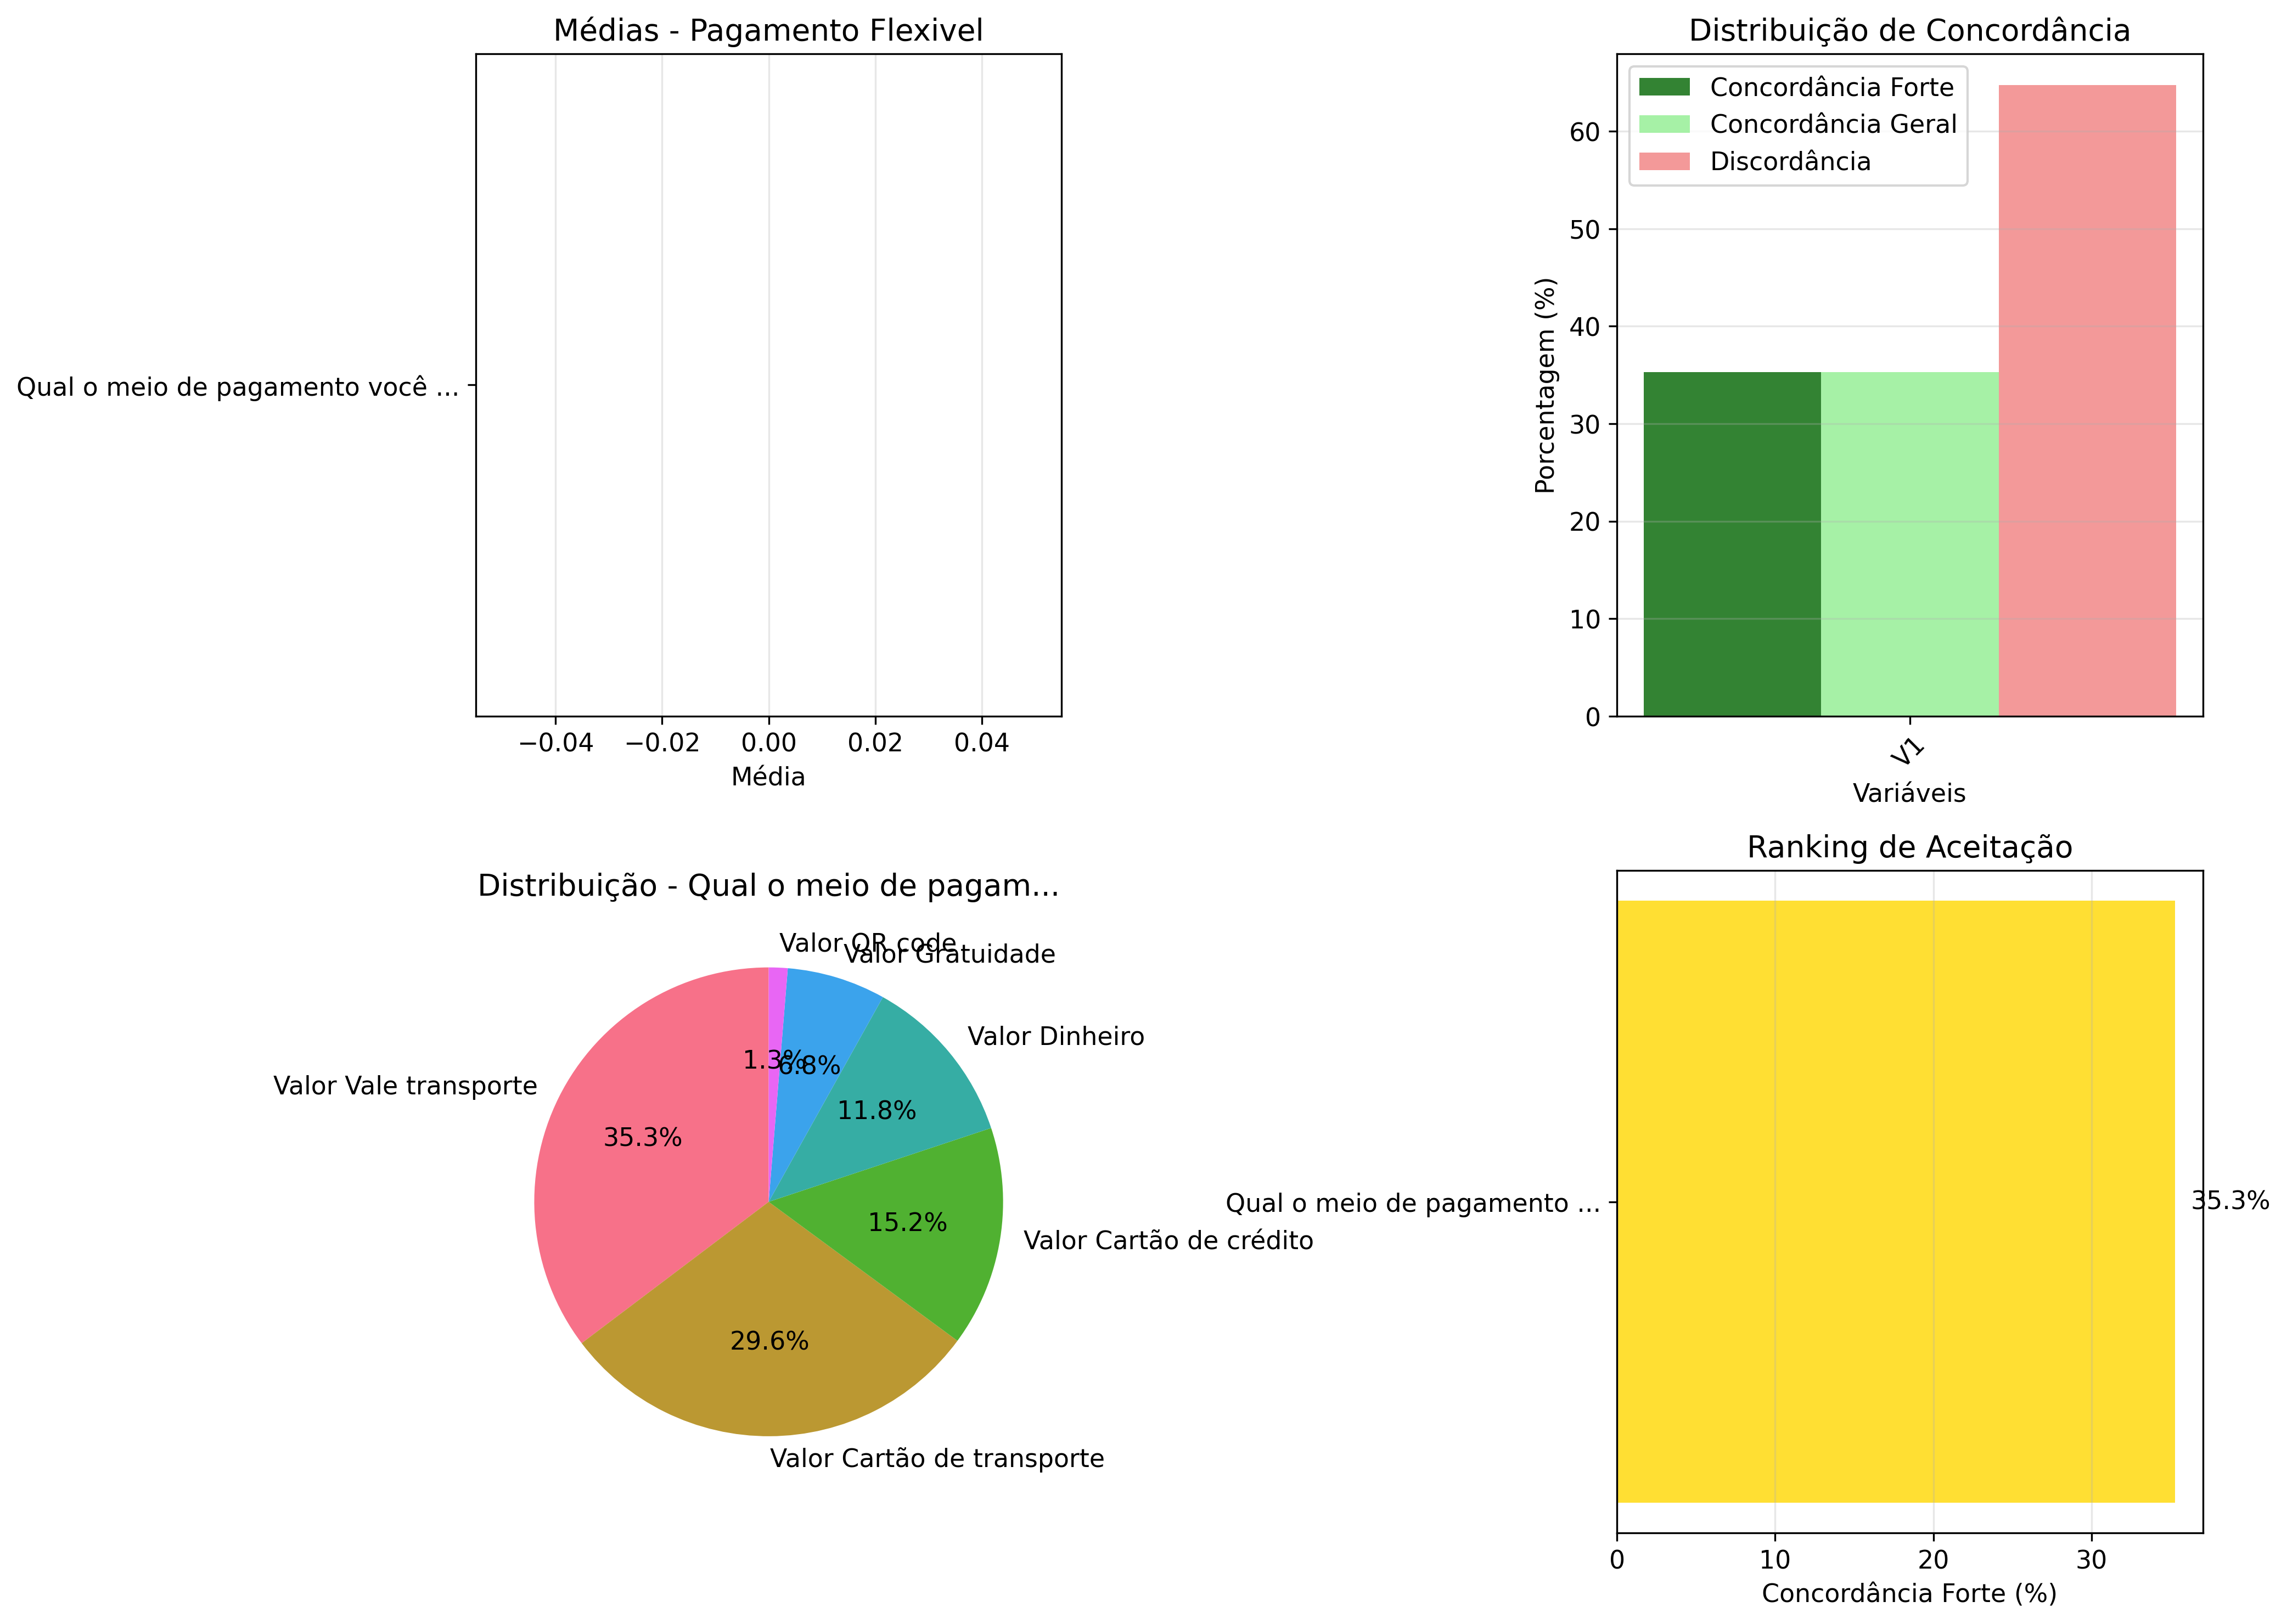 Médias - Pagamento Flexivel
Qual o meio de pagamento você ...
−0.04
−0.02
0.00
0.02
0.04
Média
Distribuição de Concordância
Concordância Forte
Concordância Geral
Discordância
Porcentagem (%)
60
50
40
30
20
10
0
V1
Variáveis
Distribuição - Qual o meio de pagam...
Valor QR code
Valor Gratuidade
Valor Dinheiro
Valor Vale transporte
Valor Cartão de crédito
Valor Cartão de transporte
1.3%
6.8%
11.8%
35.3%
15.2%
29.6%
Ranking de Aceitação
Qual o meio de pagamento ...
35.3%
0
10
20
30
Concordância Forte (%)